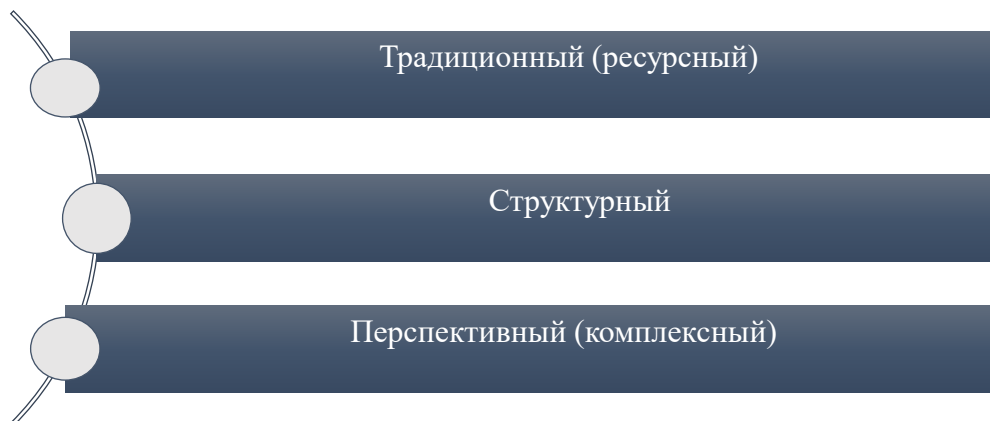 Традиционный (ресурсный)
Структурный
Перспективный (комплексный)